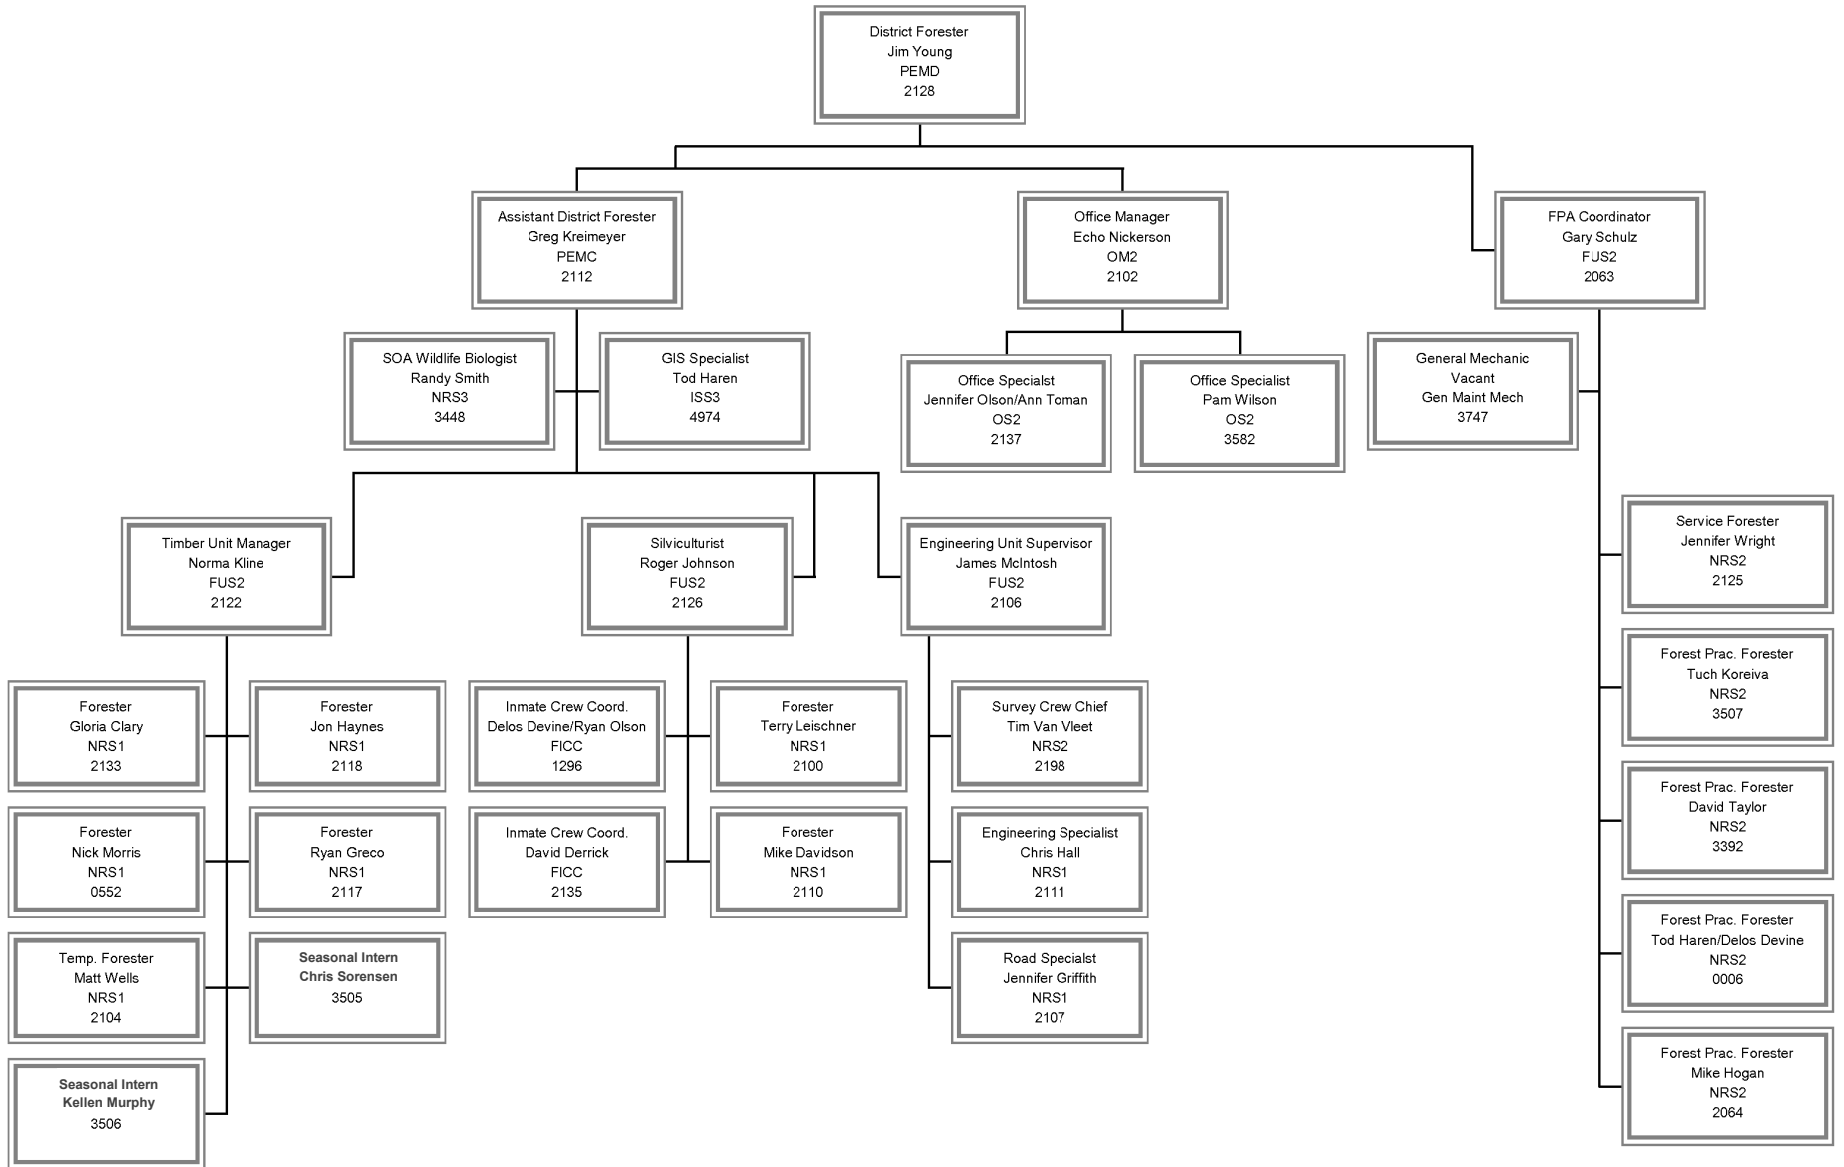 District Forester
Jim Young
PEMD
2128
Assistant District Forester
Greg Kreimeyer
PEMC
2112
Office Manager
Echo Nickerson
OM2
2102
FPA Coordinator
Gary Schulz
FUS2
2063
SOA Wildlife Biologist
Randy Smith
NRS3
3448
GIS Specialist
Tod Haren
ISS3
4974
Office Specialst
Jennifer Olson/Ann Toman
OS2
2137
Office Specialist
Pam Wilson
OS2
3582
General Mechanic
Vacant
Gen Maint Mech
3747
Timber Unit Manager
Norma Kline
FUS2
2122
Silviculturist
Roger Johnson
FUS2
2126
Engineering Unit Supervisor
James McIntosh
FUS2
2106
Service Forester
Jennifer Wright
NRS2
2125
Forest Prac. Forester
Tuch Koreiva
NRS2
3507
Forest Prac. Forester
David Taylor
NRS2
3392
Forest Prac. Forester
Tod Haren/Delos Devine
NRS2
0006
Forest Prac. Forester
Mike Hogan
NRS2
2064
Forester
Gloria Clary
NRS1
2133
Forester
Jon Haynes
NRS1
2118
Inmate Crew Coord.
Delos Devine/Ryan Olson
FICC
1296
Forester
Terry Leischner
NRS1
2100
Survey Crew Chief
Tim Van Vleet
NRS2
2198
Forester
Nick Morris
NRS1
0552
Forester
Ryan Greco
NRS1
2117
Inmate Crew Coord.
David Derrick
FICC
2135
Forester
Mike Davidson
NRS1
2110
Engineering Specialist
Chris Hall
NRS1
2111
Temp. Forester
Matt Wells
NRS1
2104
Seasonal Intern
Chris Sorensen
3505
Road Specialst
Jennifer Griffith
NRS1
2107
Seasonal Intern
Kellen Murphy
3506